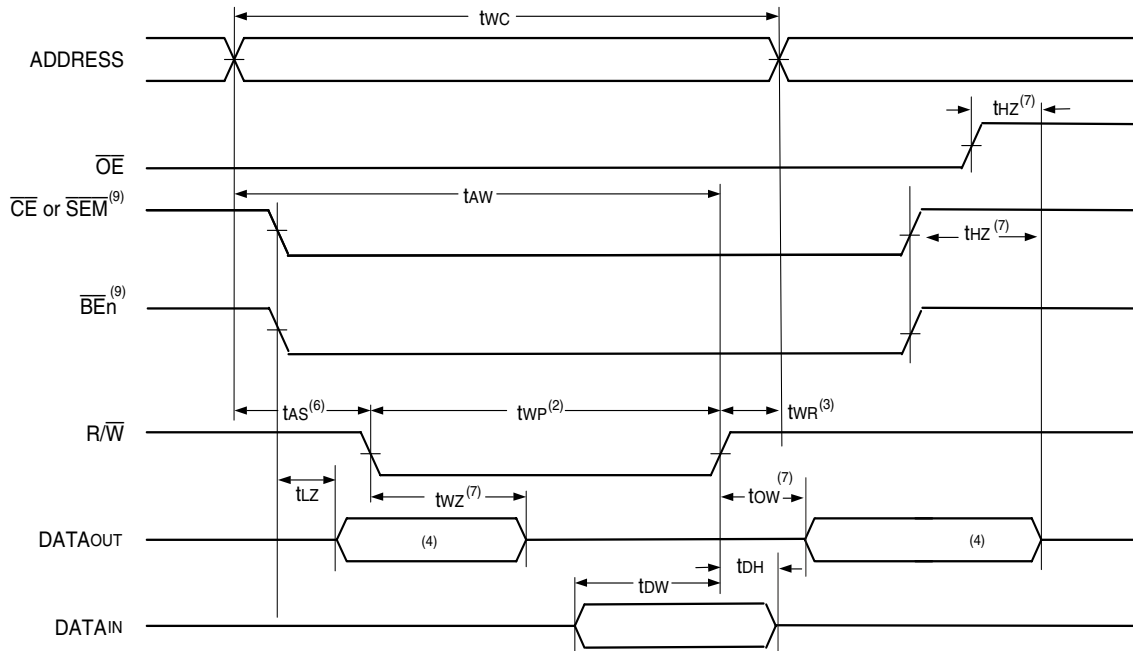 tWC
ADDRESS
tHZ(7)
OE
tAW
CE or SEM(9)
tHZ(7)
BEn(9)
tAS(6) tWP(2) tWR(3)
R/W
tLZ tWZ(7) tOW(7)
DATAOUT (4) (4)
tDW tDH
DATAIN